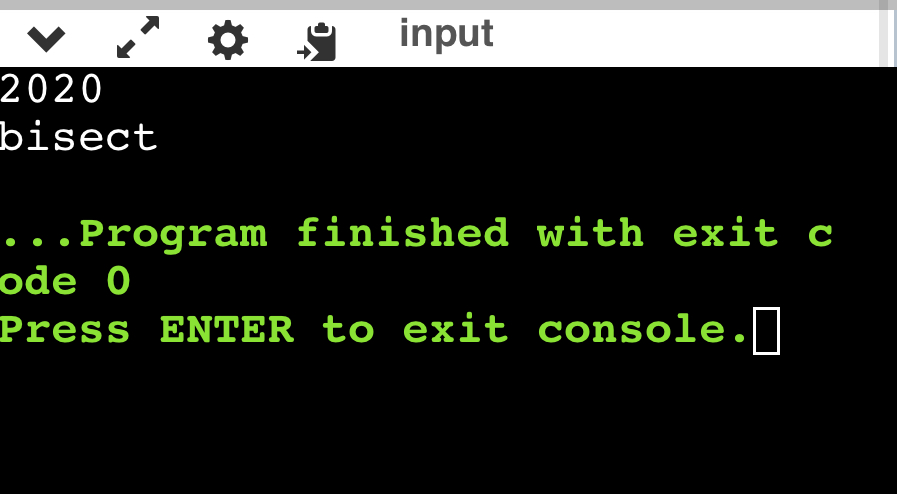 input
2020
bisect
...Program finished with exit c
ode 0
Press ENTER to exit console.